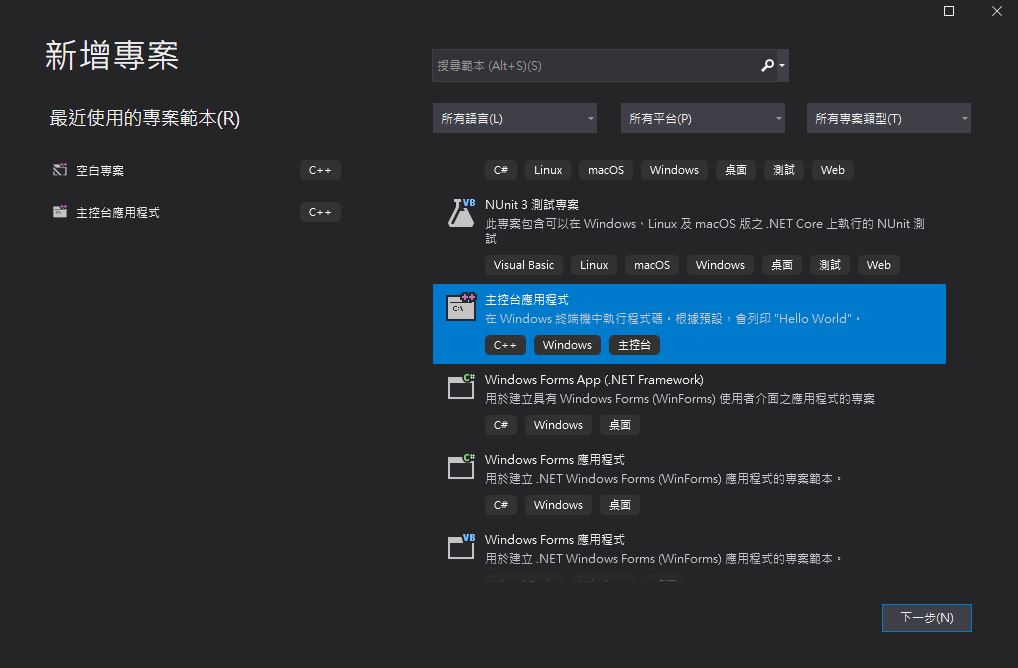 新增專案
搜尋範本 (Alt+S)(S)
最近使用的專案範本(R)
所有語言(L)
所有平台(P)
所有專案類型(T)
空白專案
C++
主控台應用程式
C++
C# Linux macOS Windows 桌面 測試 Web
NUnit 3 測試專案
此專案包含可以在 Windows、Linux 及 macOS 版之 .NET Core 上執行的 NUnit 測
試
Visual Basic Linux macOS Windows 桌面 測試 Web
主控台應用程式
在 Windows 終端機中執行程式碼。根據預設，會列印 "Hello World"。
C++ Windows 主控台
Windows Forms App (.NET Framework)
用於建立具有 Windows Forms (WinForms) 使用者介面之應用程式的專案
C# Windows 桌面
Windows Forms 應用程式
用於建立 .NET Windows Forms (WinForms) 應用程式的專案範本。
C# Windows 桌面
Windows Forms 應用程式
用於建立 .NET Windows Forms (WinForms) 應用程式的專案範本。
下一步(N)